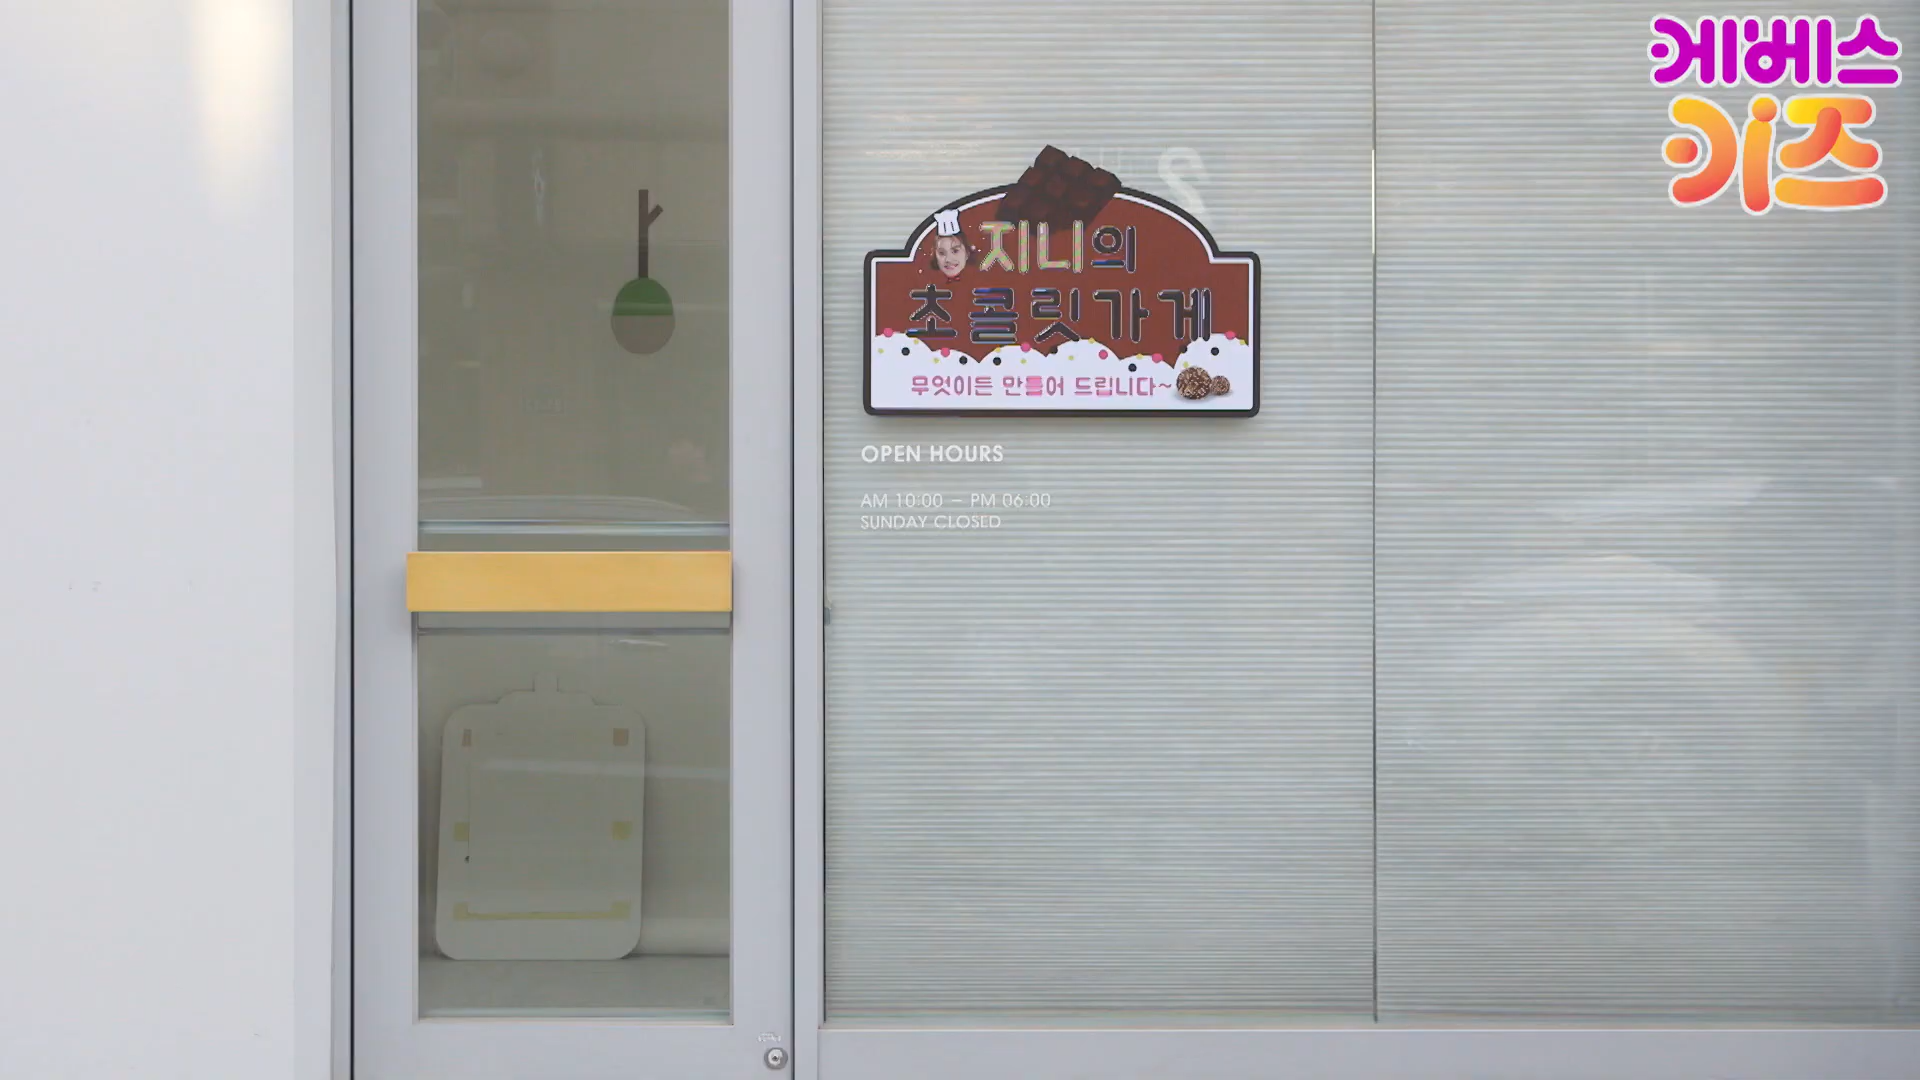 케베스
키즈
지니의
초콜릿가게
무엇이든 만들어 드립니다~
OPEN HOURS
AM 10:00 – PM 06:00
SUNDAY CLOSED